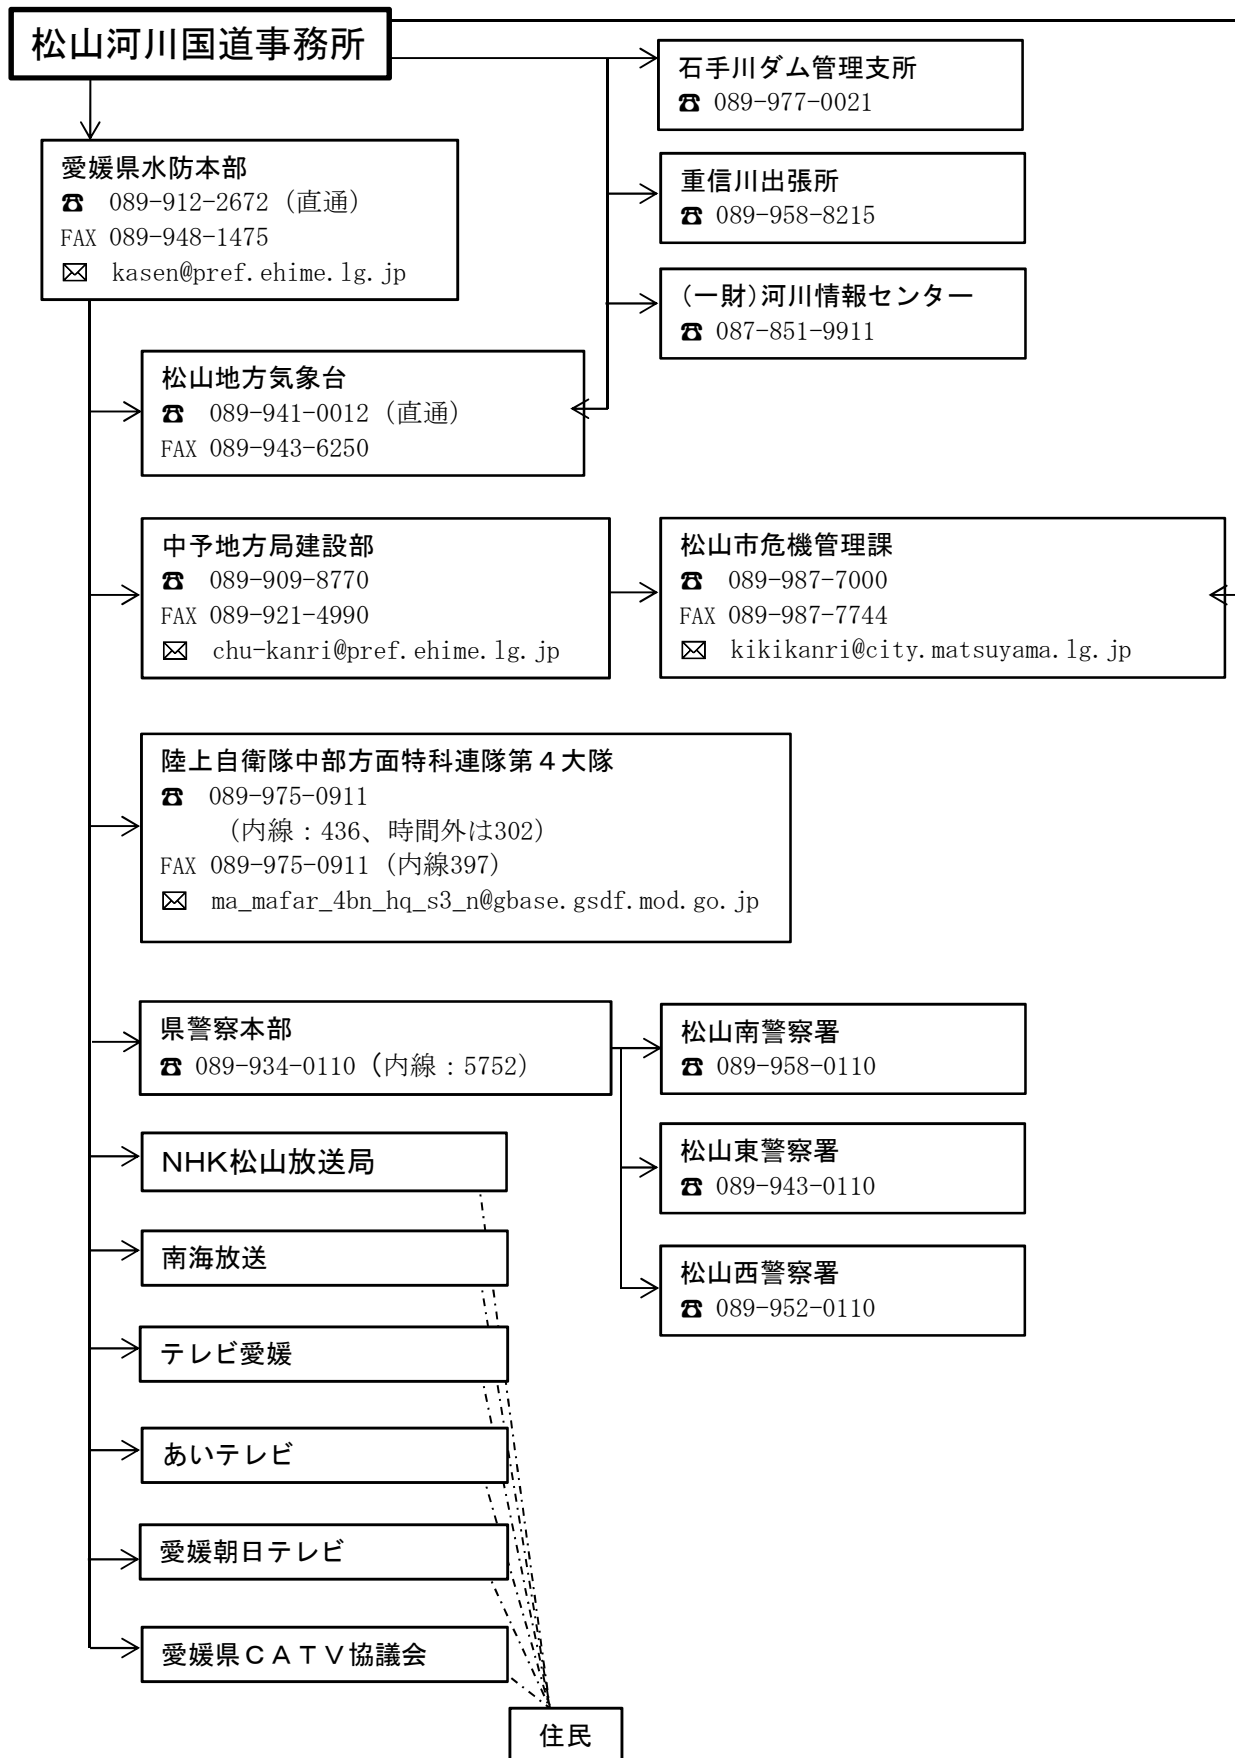 松山河川国道事務所
石手川ダム管理支所
☎ 089-977-0021
愛媛県水防本部
☎ 089-912-2672（直通）
FAX 089-948-1475
✉ kasen@pref.ehime.lg.jp
重信川出張所
☎ 089-958-8215
（一財）河川情報センター
☎ 087-851-9911
松山地方気象台
☎ 089-941-0012（直通）
FAX 089-943-6250
中予地方局建設部
☎ 089-909-8770
FAX 089-921-4990
✉ chu-kanri@pref.ehime.lg.jp
松山市危機管理課
☎ 089-987-7000
FAX 089-987-7744
✉ kikikanri@city.matsuyama.lg.jp
陸上自衛隊中部方面特科連隊第４大隊
☎ 089-975-0911
（内線：436、時間外は302）
FAX 089-975-0911（内線397）
✉ ma_mafar_4bn_hq_s3_n@gbase.gsdf.mod.go.jp
県警察本部
☎ 089-934-0110（内線：5752）
松山南警察署
☎ 089-958-0110
松山東警察署
☎ 089-943-0110
松山西警察署
☎ 089-952-0110
NHK松山放送局
南海放送
テレビ愛媛
あいテレビ
愛媛朝日テレビ
愛媛県ＣＡＴＶ協議会
住民